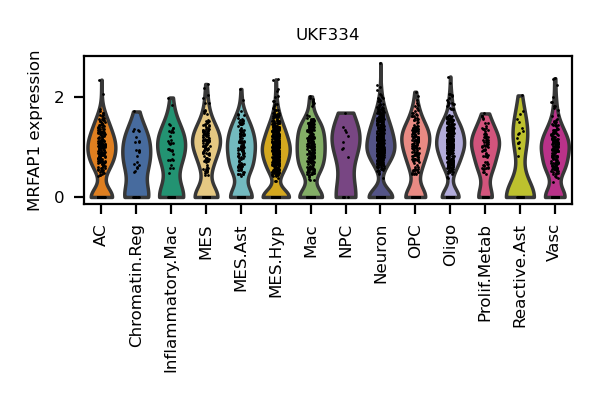 UKF334
MRFAP1 expression
2
0
AC
Chromatin.Reg
Inflammatory.Mac
MES
MES.Ast
MES.Hyp
Mac
NPC
Neuron
OPC
Oligo
Prolif.Metab
Reactive.Ast
Vasc